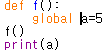 def f():
    global a=5
f()
print(a)